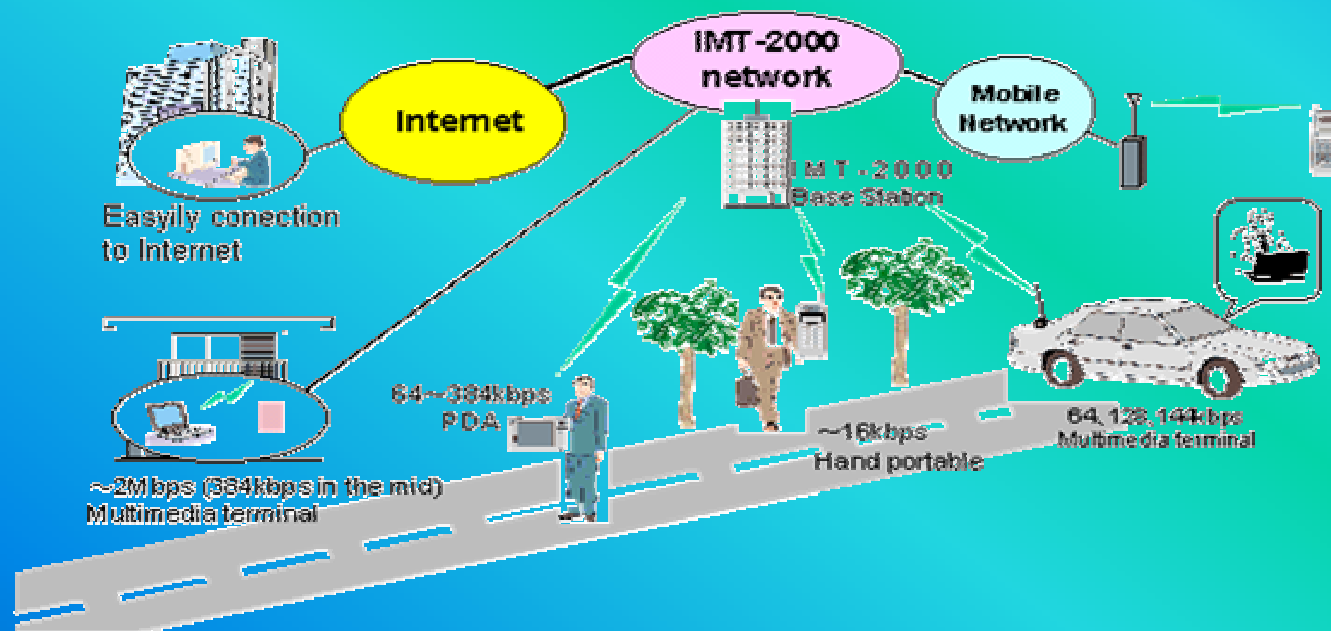 IMT-2000
network
Internet
Mobile
Network
IMT-2000
Base Station
Easyily conection
to Internet
64~384kbps
PDA
~16kbps
Hand portable
64, 128, 144kbps
Multimedia terminal
~2Mbps (384kbps in the mid)
Multimedia terminal